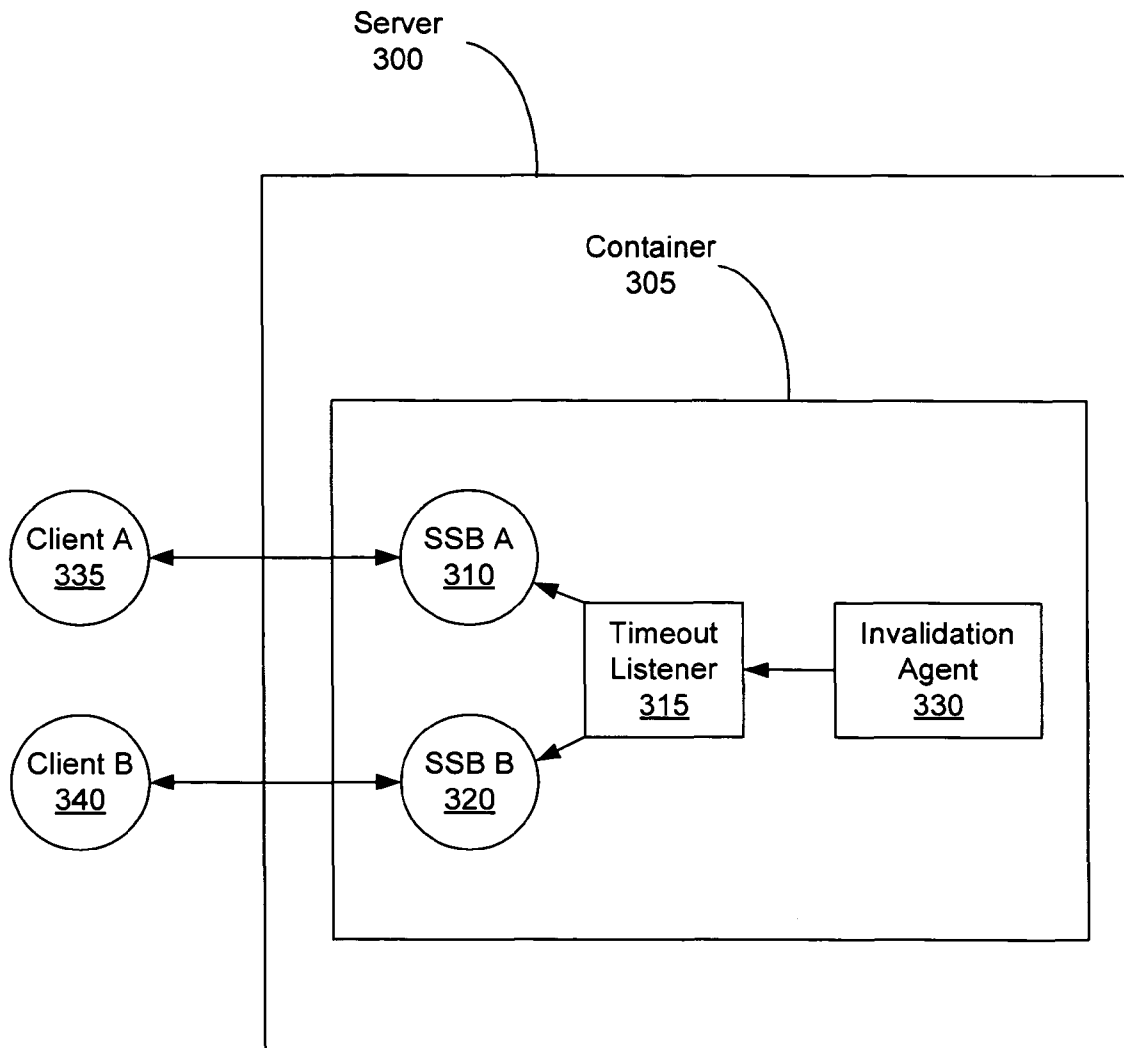 Server
300
Container
305
Client A
335
SSB A
310
Timeout
Listener
315
Invalidation
Agent
330
Client B
340
SSB B
320